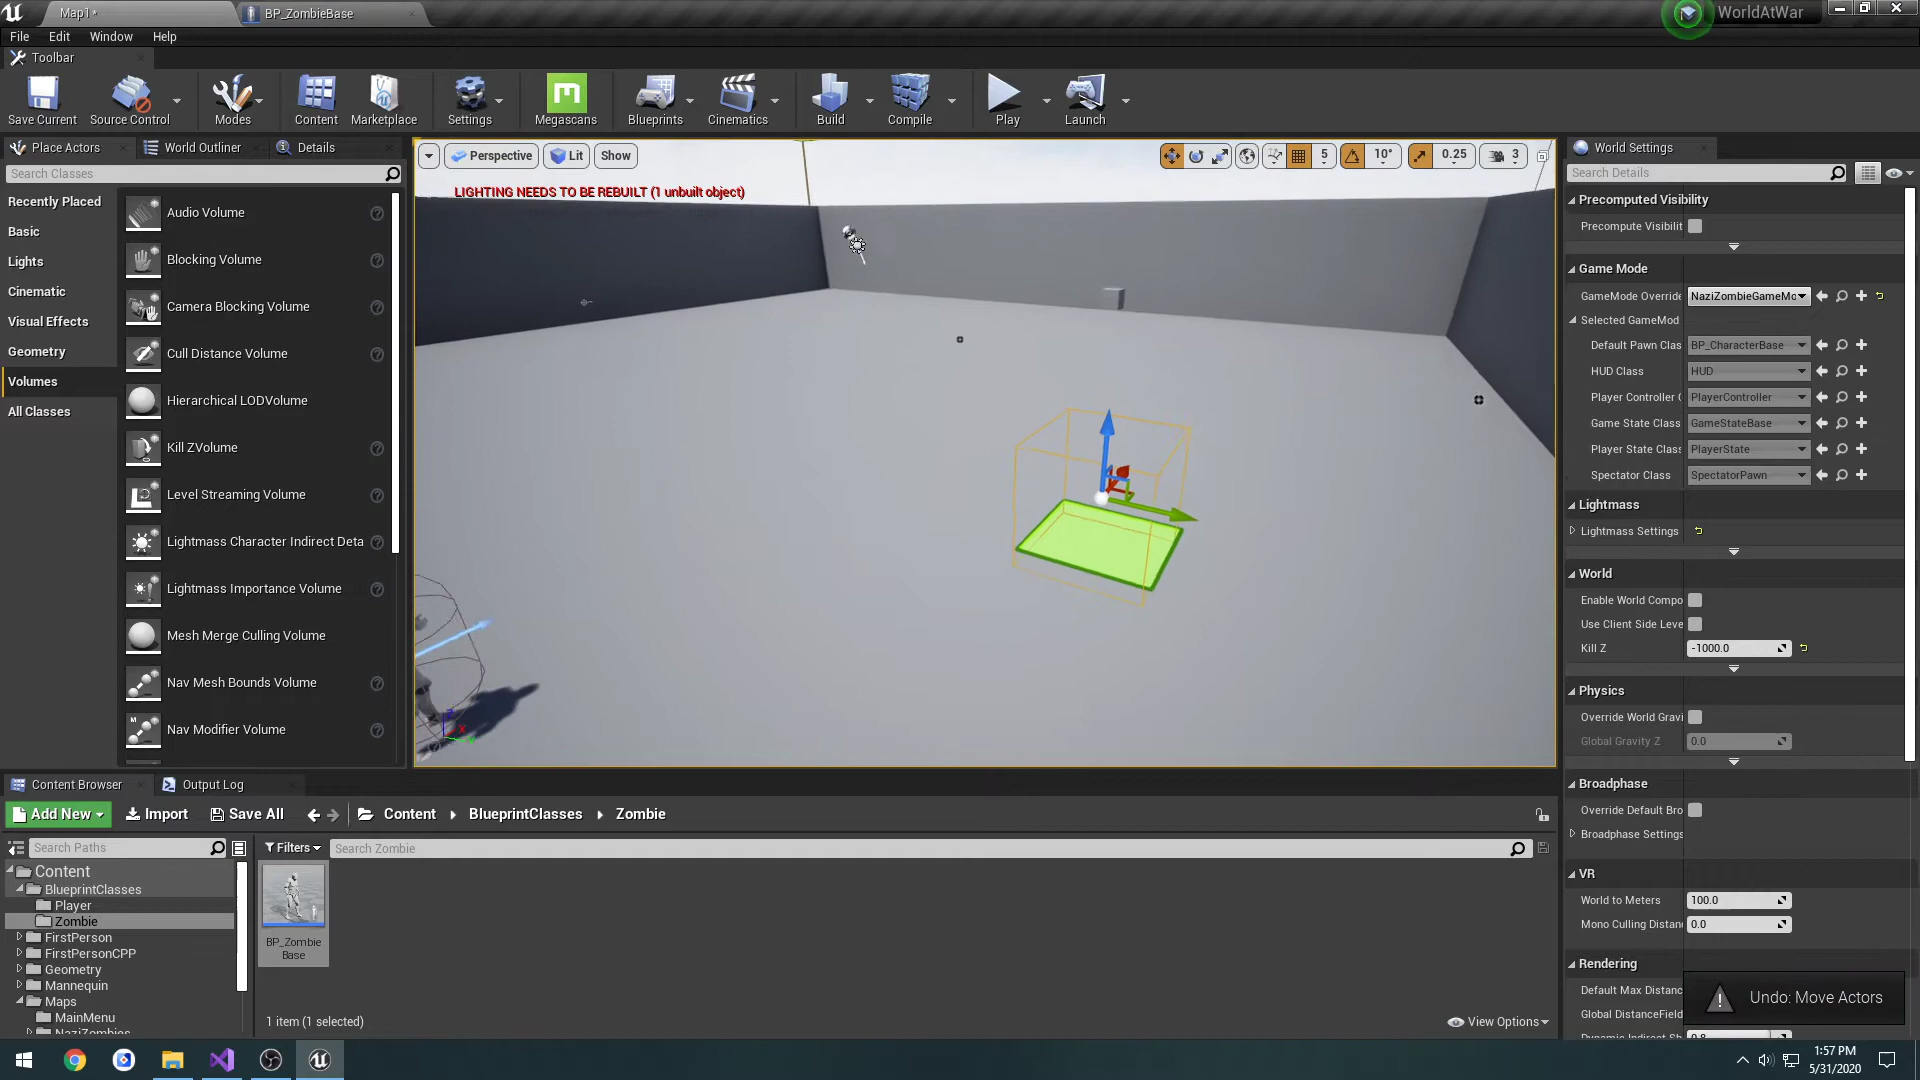 Map1*
BP_ZombieBase
WorldAtWar
File
Edit
Window
Help
Toolbar
Save Current
Source Control
Modes
Content
Marketplace
Settings
Megascans
Blueprints
Cinematics
Build
Compile
Play
Launch
Place Actors
World Outliner
Details
Search Classes
Recently Placed
Basic
Lights
Cinematic
Visual Effects
Geometry
Volumes
All Classes
Audio Volume
Blocking Volume
Camera Blocking Volume
Cull Distance Volume
Hierarchical LODVolume
Kill ZVolume
Level Streaming Volume
Lightmass Character Indirect Deta
Lightmass Importance Volume
Mesh Merge Culling Volume
Nav Mesh Bounds Volume
Nav Modifier Volume
Perspective
Lit
Show
5
10°
0.25
3
LIGHTING NEEDS TO BE REBUILT (1 unbuilt object)
World Settings
Search Details
Precomputed Visibility
Precompute Visibilit
Game Mode
GameMode Override
NaziZombieGameMo
Selected GameMod
Default Pawn Clas
BP_CharacterBase
HUD Class
HUD
Player Controller C
PlayerController
Game State Class
GameStateBase
Player State Class
PlayerState
Spectator Class
SpectatorPawn
Lightmass
Lightmass Settings
World
Enable World Compo
Use Client Side Leve
Kill Z
-1000.0
Physics
Override World Gravi
Global Gravity Z
0.0
Broadphase
Override Default Bro
Broadphase Settings
VR
World to Meters
100.0
Mono Culling Distan
0.0
Rendering
Default Max Distanc
Global DistanceField
Undo: Move Actors
Content Browser
Output Log
Add New
Import
Save All
Content
BlueprintClasses
Zombie
Search Paths
Filters
Search Zombie
Content
BlueprintClasses
Player
Zombie
FirstPerson
FirstPersonCPP
Geometry
Mannequin
Maps
MainMenu
NaziZombies
BP_Zombie
Base
1 item (1 selected)
View Options
1:57 PM
5/31/2020